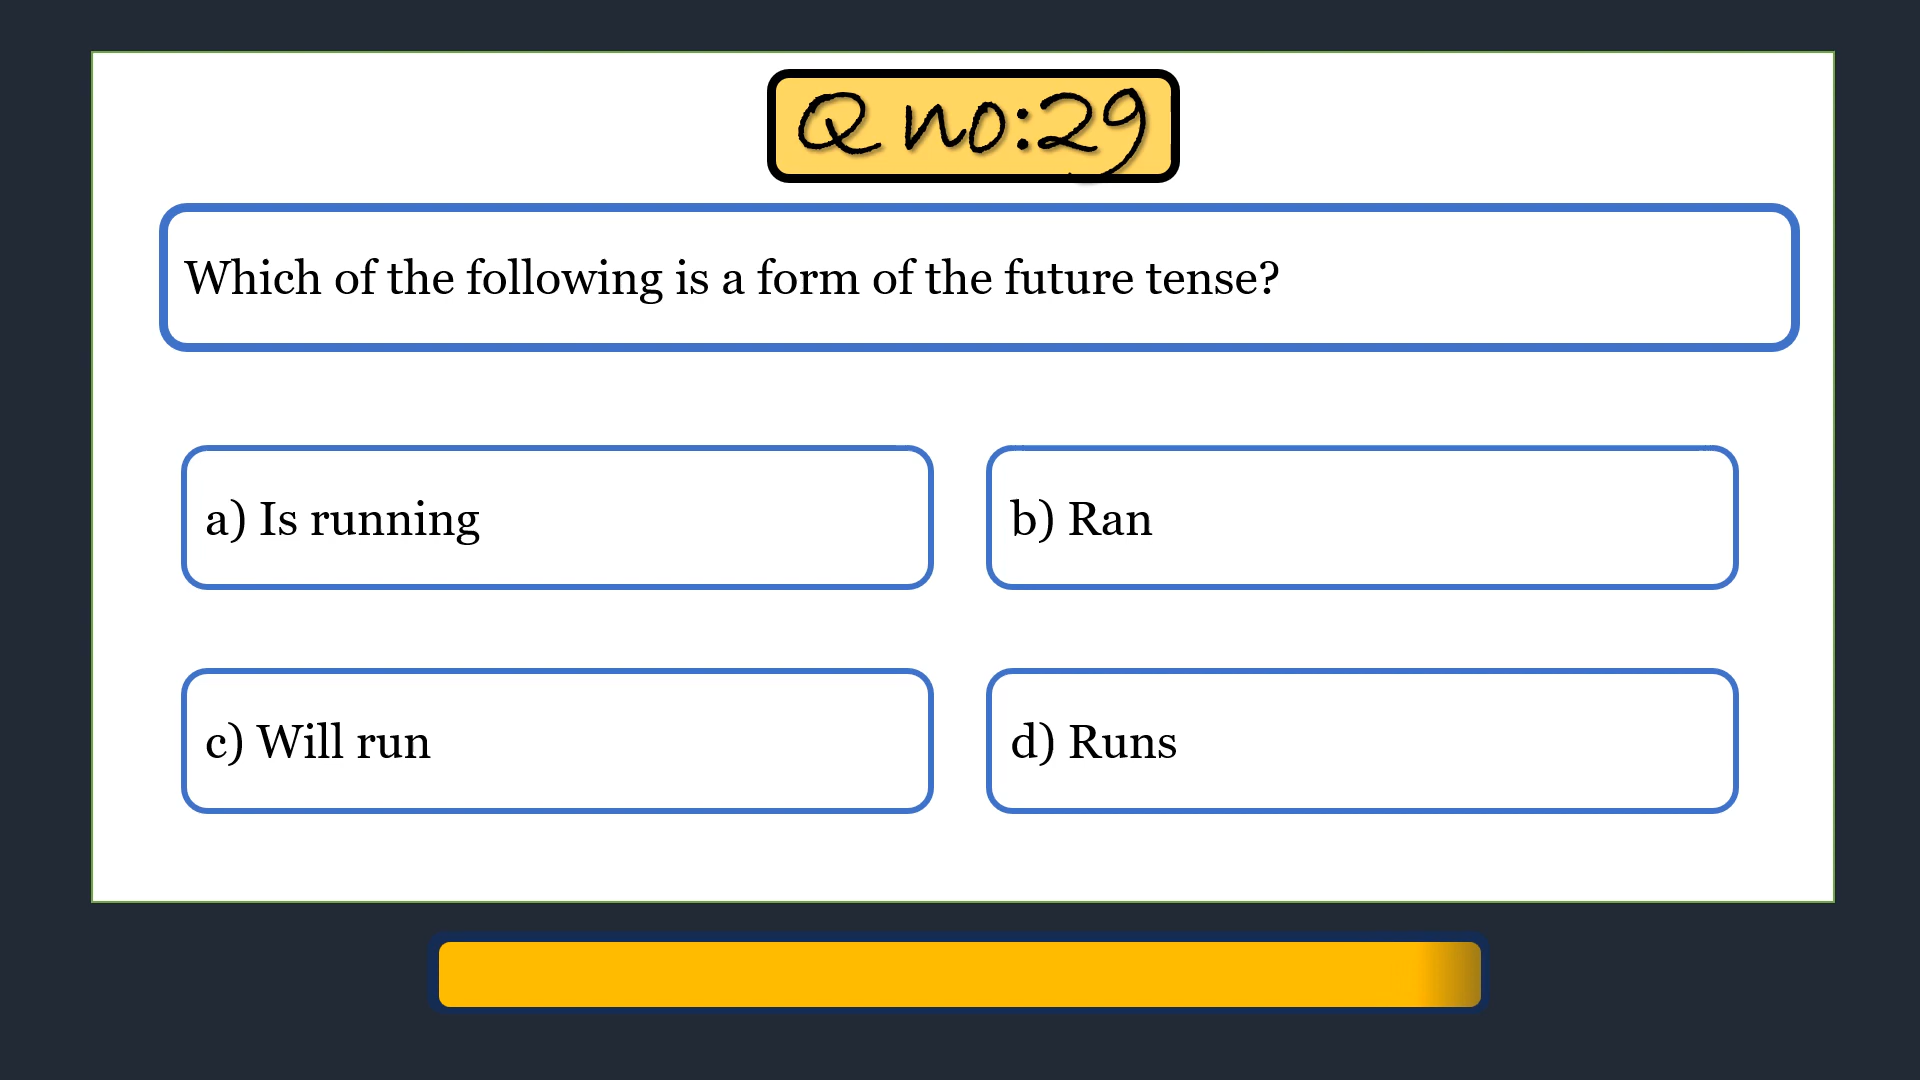 Q no:29
Which of the following is a form of the future tense?
a) Is running
b) Ran
c) Will run
d) Runs